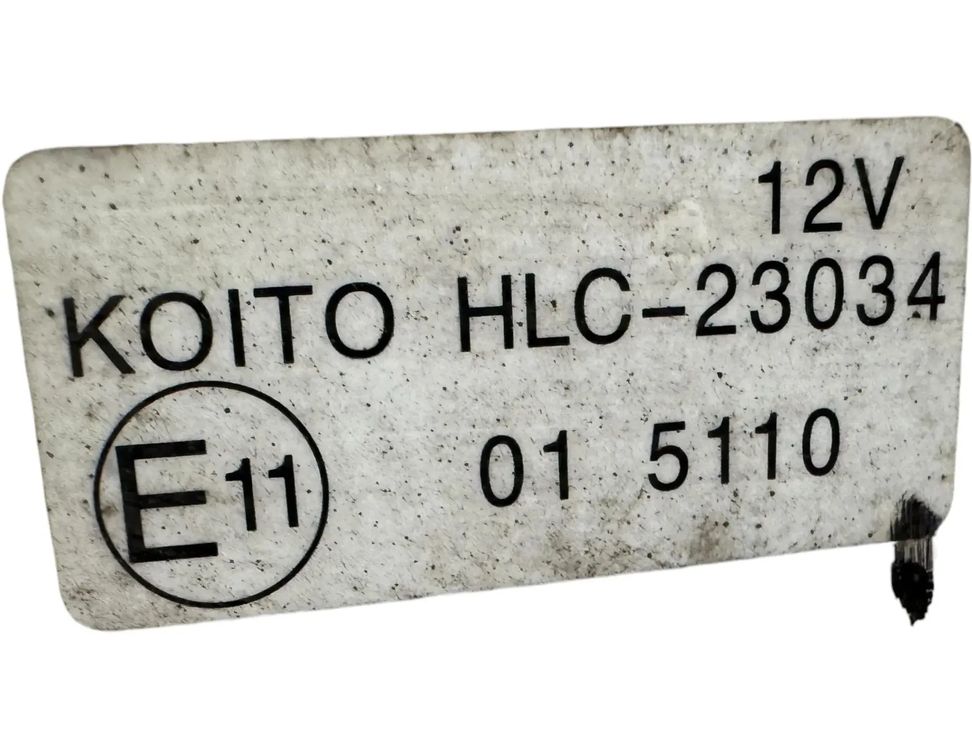 12V
KOITO HLC-23034
E11 01 5110